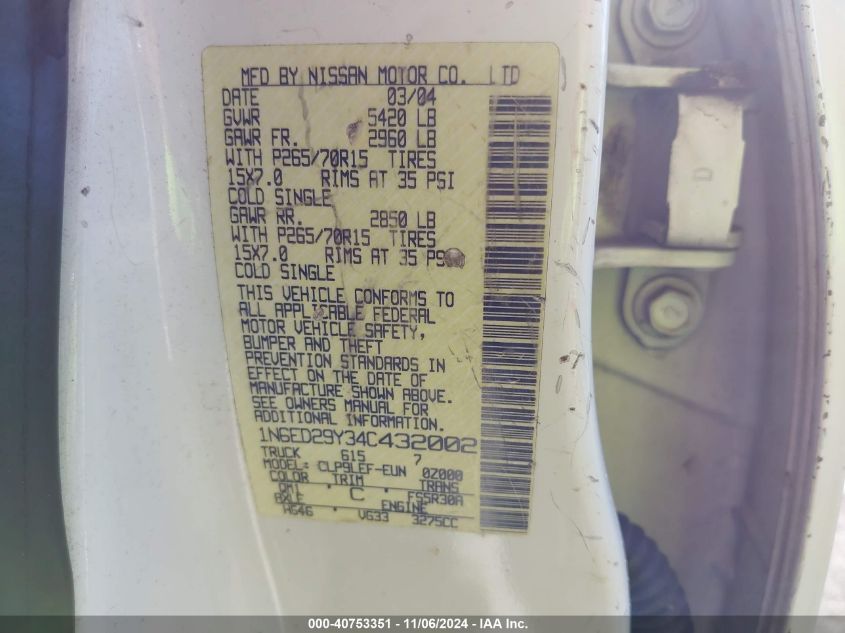 MFD BY NISSAN MOTOR CO. LTD
DATE 03/04
GVWR 5420 LB
GAWR FR. 2960 LB
WITH P265/70R15 TIRES
15X7.0 RIMS AT 35 PSI
COLD SINGLE
GAWR RR. 2850 LB
WITH P265/70R15 TIRES
15X7.0 RIMS AT 35 PSI
COLD SINGLE
THIS VEHICLE CONFORMS TO
ALL APPLICABLE FEDERAL
MOTOR VEHICLE SAFETY,
BUMPER AND THEFT
PREVENTION STANDARDS IN
EFFECT ON THE DATE OF
MANUFACTURE SHOWN ABOVE.
SEE OWNERS MANUAL FOR
ADDITIONAL INFORMATION.
1N6ED29Y34C432002
TRUCK 615 7
MODEL: CLP9LEF-EUN 0Z000
COLOR TRIM TRANS
QM1 · C · FS5R30A
AXLE ENGINE
HG46 · VG33 3275CC
000-40753351 - 11/06/2024 - IAA Inc.